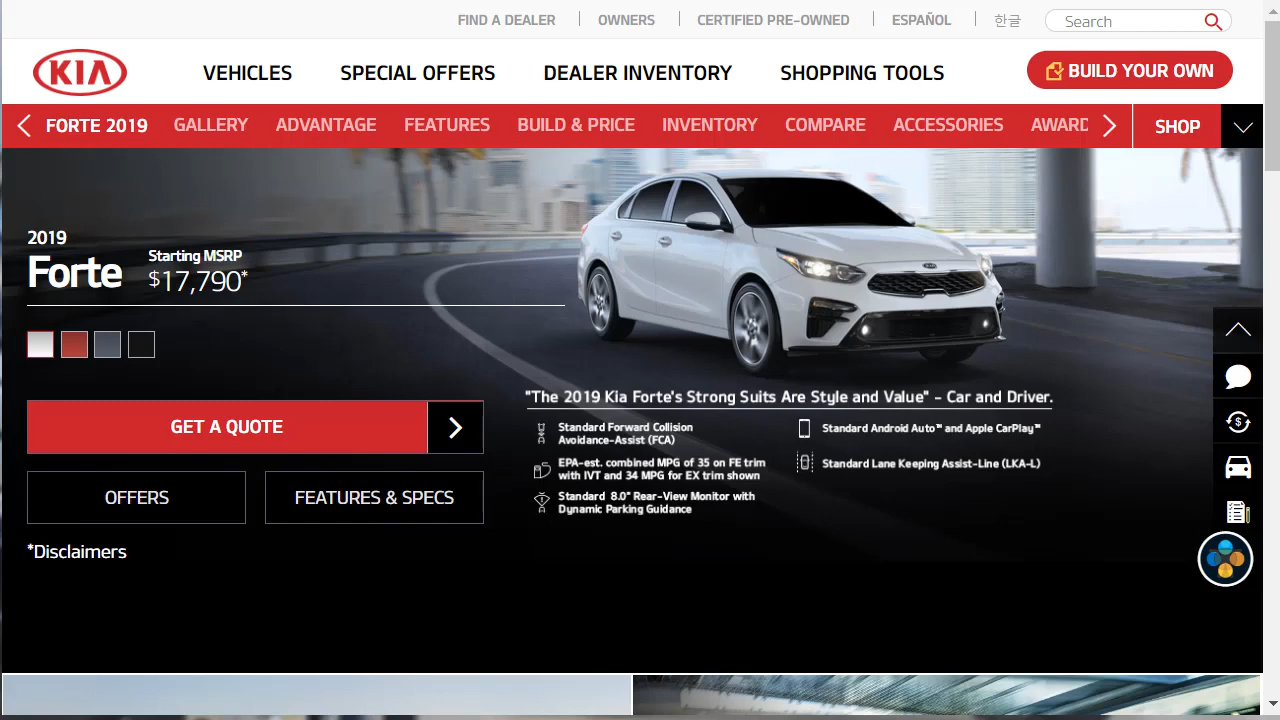 FIND A DEALER
OWNERS
CERTIFIED PRE-OWNED
ESPAÑOL
한글
Search
KIA
VEHICLES
SPECIAL OFFERS
DEALER INVENTORY
SHOPPING TOOLS
BUILD YOUR OWN
FORTE 2019
GALLERY
ADVANTAGE
FEATURES
BUILD & PRICE
INVENTORY
COMPARE
ACCESSORIES
AWARD
SHOP
2019
Forte
Starting MSRP
$17,790*
GET A QUOTE
OFFERS
FEATURES & SPECS
*Disclaimers
"The 2019 Kia Forte's Strong Suits Are Style and Value" - Car and Driver.
Standard Forward Collision
Avoidance-Assist (FCA)
EPA-est. combined MPG of 35 on FE trim
with IVT and 34 MPG for EX trim shown
Standard 8.0" Rear-View Monitor with
Dynamic Parking Guidance
Standard Android Auto™ and Apple CarPlay™
Standard Lane Keeping Assist-Line (LKA-L)